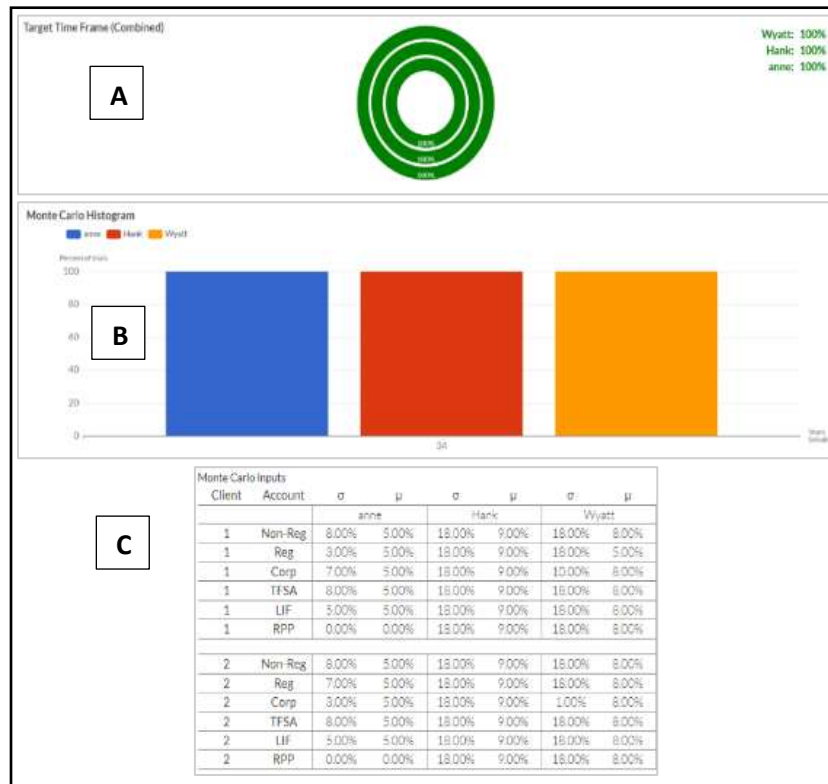 Target Time Frame (Combined)
Wyatt: 100%
Hank: 100%
anne: 100%
A
100%
100%
100%
Monte Carlo Histogram
anne Hank Wyatt
Percent of trials
100
80
60
40
20
0
B
34
Years
Monte Carlo Inputs
Client Account σ μ σ μ σ μ
anne Hank Wyatt
C
1 Non-Reg 8.00% 5.00% 18.00% 9.00% 18.00% 8.00%
1 Reg 3.00% 5.00% 18.00% 9.00% 18.00% 5.00%
1 Corp 7.00% 5.00% 18.00% 9.00% 10.00% 8.00%
1 TFSA 8.00% 5.00% 18.00% 9.00% 18.00% 8.00%
1 LIF 5.00% 5.00% 18.00% 9.00% 18.00% 8.00%
1 RPP 0.00% 0.00% 18.00% 9.00% 18.00% 8.00%
2 Non-Reg 8.00% 5.00% 18.00% 9.00% 18.00% 8.00%
2 Reg 7.00% 5.00% 18.00% 9.00% 18.00% 8.00%
2 Corp 3.00% 5.00% 18.00% 9.00% 1.00% 8.00%
2 TFSA 8.00% 5.00% 18.00% 9.00% 18.00% 8.00%
2 LIF 5.00% 5.00% 18.00% 9.00% 18.00% 8.00%
2 RPP 0.00% 0.00% 18.00% 9.00% 18.00% 8.00%